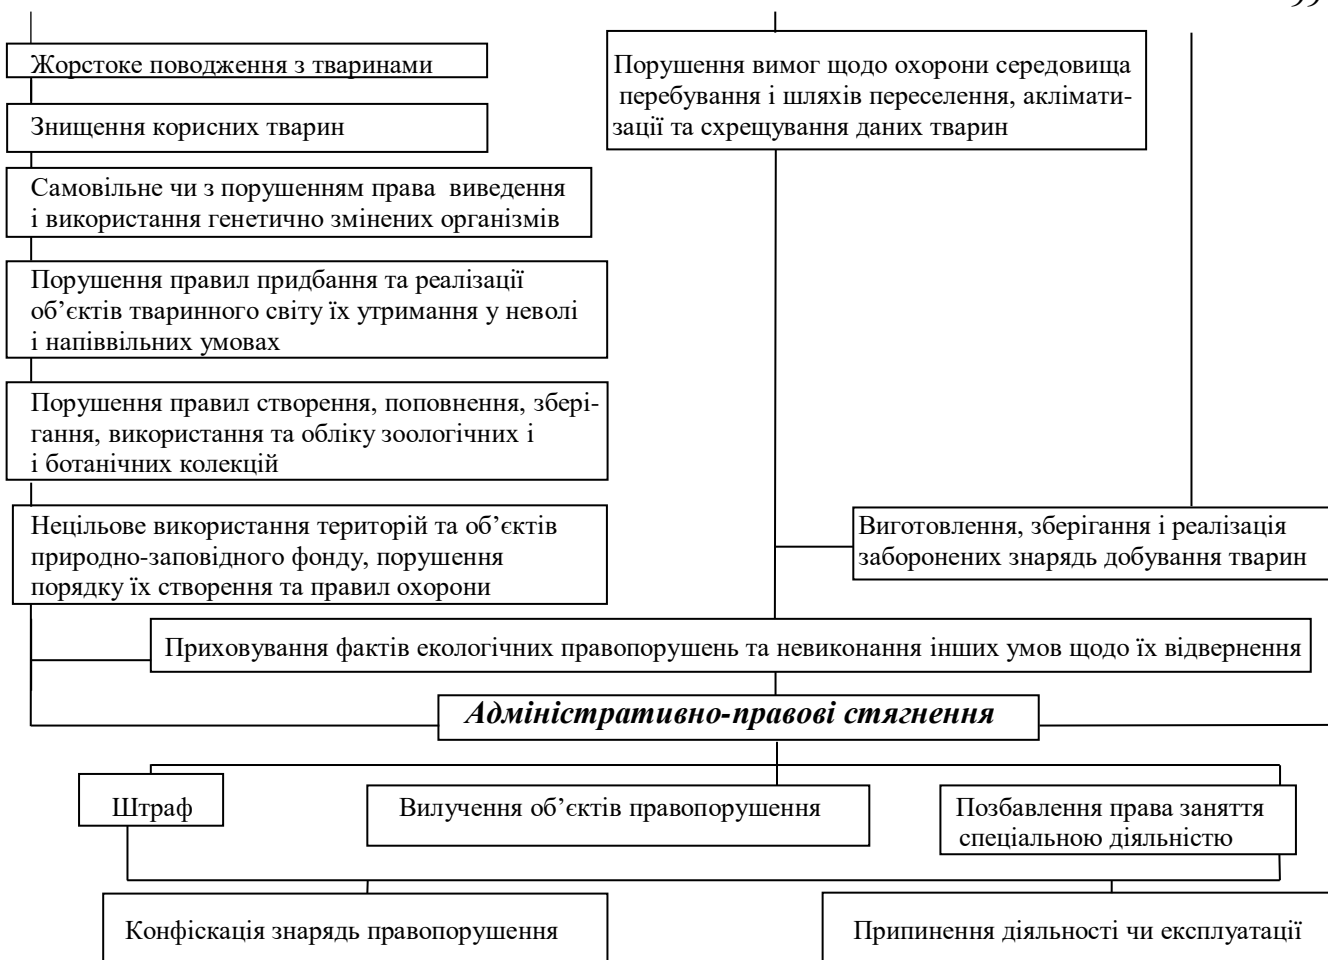 Жорстоке поводження з тваринами
Знищення корисних тварин
Самовільне чи з порушенням права виведення
і використання генетично змінених організмів
Порушення правил придбання та реалізації
об’єктів тваринного світу їх утримання у неволі
і напіввільних умовах
Порушення правил створення, поповнення, збері-
гання, використання та обліку зоологічних і
і ботанічних колекцій
Нецільове використання територій та об’єктів
природно-заповідного фонду, порушення
порядку їх створення та правил охорони
Порушення вимог щодо охорони середовища
перебування і шляхів переселення, аклімати-
зації та схрещування даних тварин
Виготовлення, зберігання і реалізація
заборонених знарядь добування тварин
Приховування фактів екологічних правопорушень та невиконання інших умов щодо їх відвернення
Адміністративно-правові стягнення
Штраф
Вилучення об’єктів правопорушення
Позбавлення права заняття
спеціальною діяльністю
Конфіскація знарядь правопорушення
Припинення діяльності чи експлуатації